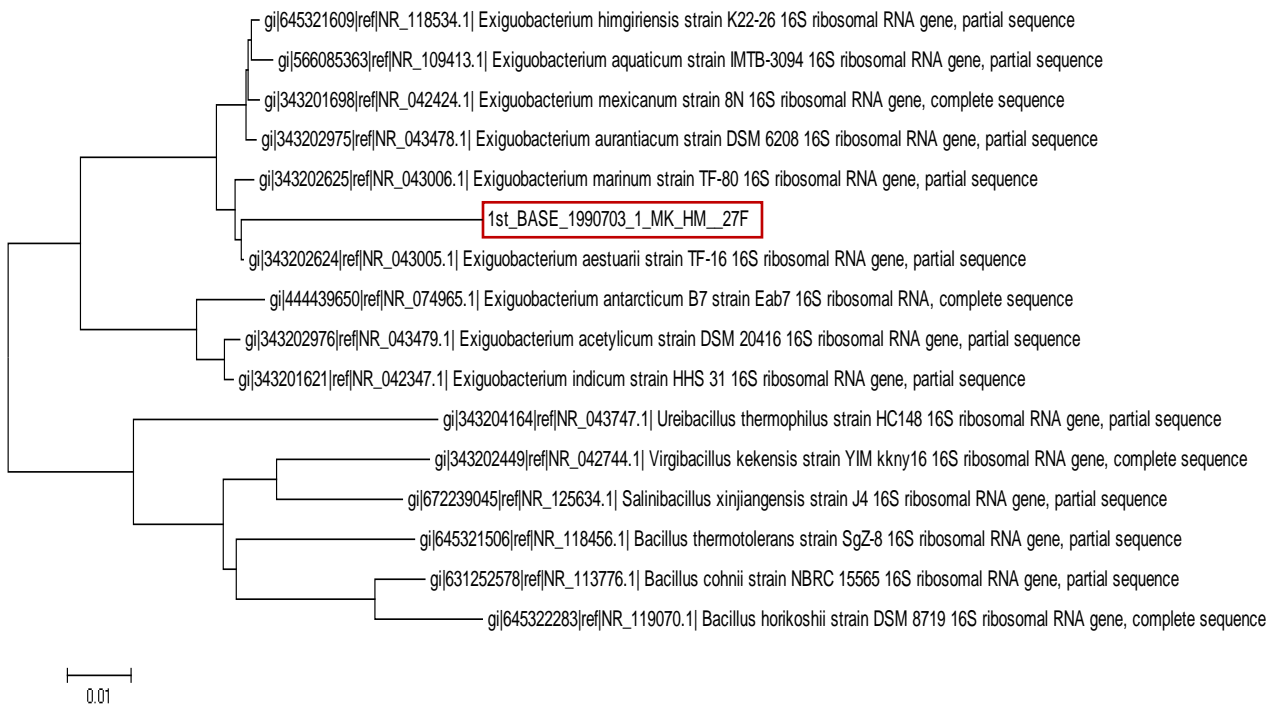 gi|645321609|ref|NR_118534.1| Exiguobacterium himgiriensis strain K22-26 16S ribosomal RNA gene, partial sequence
gi|566085363|ref|NR_109413.1| Exiguobacterium aquaticum strain IMTB-3094 16S ribosomal RNA gene, partial sequence
gi|343201698|ref|NR_042424.1| Exiguobacterium mexicanum strain 8N 16S ribosomal RNA gene, complete sequence
gi|343202975|ref|NR_043478.1| Exiguobacterium aurantiacum strain DSM 6208 16S ribosomal RNA gene, partial sequence
gi|343202625|ref|NR_043006.1| Exiguobacterium marinum strain TF-80 16S ribosomal RNA gene, partial sequence
1st_BASE_1990703_1_MK_HM__27F
gi|343202624|ref|NR_043005.1| Exiguobacterium aestuarii strain TF-16 16S ribosomal RNA gene, partial sequence
gi|444439650|ref|NR_074965.1| Exiguobacterium antarcticum B7 strain Eab7 16S ribosomal RNA, complete sequence
gi|343202976|ref|NR_043479.1| Exiguobacterium acetylicum strain DSM 20416 16S ribosomal RNA gene, partial sequence
gi|343201621|ref|NR_042347.1| Exiguobacterium indicum strain HHS 31 16S ribosomal RNA gene, partial sequence
gi|343204164|ref|NR_043747.1| Ureibacillus thermophilus strain HC148 16S ribosomal RNA gene, partial sequence
gi|343202449|ref|NR_042744.1| Virgibacillus kekensis strain YIM kkny16 16S ribosomal RNA gene, complete sequence
gi|672239045|ref|NR_125634.1| Salinibacillus xinjiangensis strain J4 16S ribosomal RNA gene, partial sequence
gi|645321506|ref|NR_118456.1| Bacillus thermotolerans strain SgZ-8 16S ribosomal RNA gene, partial sequence
gi|631252578|ref|NR_113776.1| Bacillus cohnii strain NBRC 15565 16S ribosomal RNA gene, partial sequence
gi|645322283|ref|NR_119070.1| Bacillus horikoshii strain DSM 8719 16S ribosomal RNA gene, complete sequence
0.01